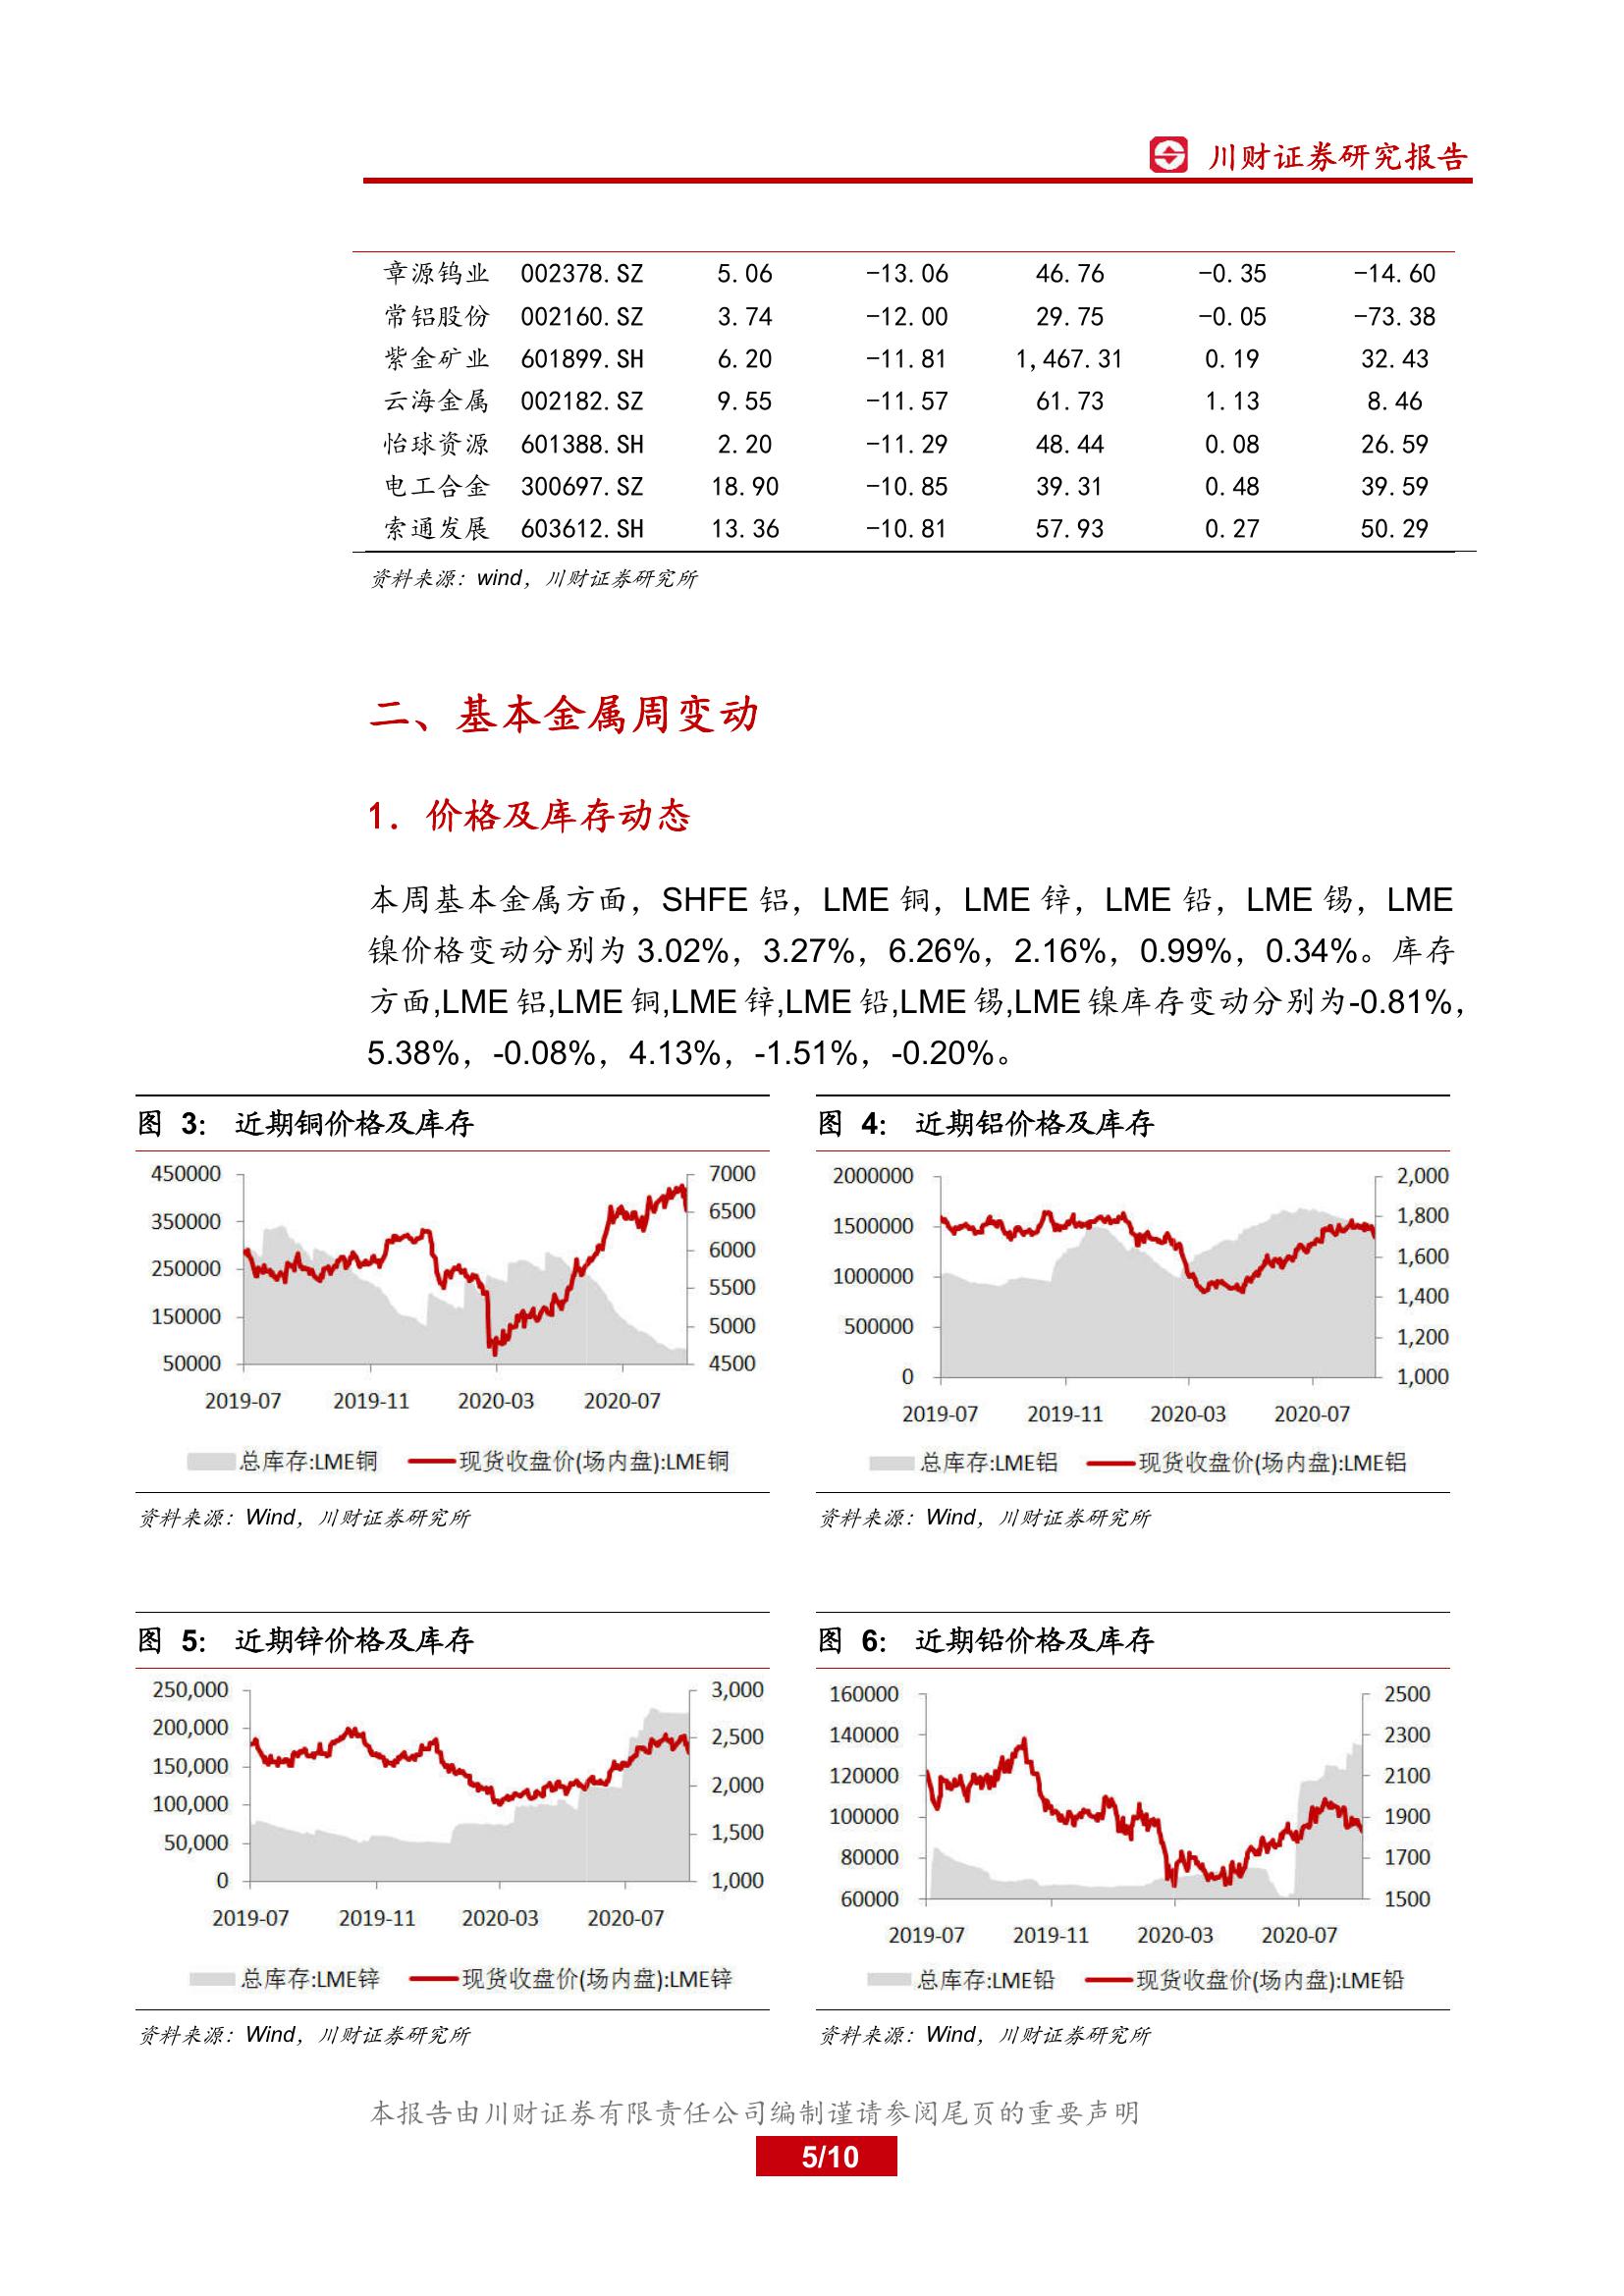 川财证券研究报告
章源钨业 002378.SZ 5.06 -13.06 46.76 -0.35 -14.60
常铝股份 002160.SZ 3.74 -12.00 29.75 -0.05 -73.38
紫金矿业 601899.SH 6.20 -11.81 1,467.31 0.19 32.43
云海金属 002182.SZ 9.55 -11.57 61.73 1.13 8.46
怡球资源 601388.SH 2.20 -11.29 48.44 0.08 26.59
电工合金 300697.SZ 18.90 -10.85 39.31 0.48 39.59
索通发展 603612.SH 13.36 -10.81 57.93 0.27 50.29
资料来源：wind，川财证券研究所
二、基本金属周变动
1. 价格及库存动态
本周基本金属方面，SHFE 铝，LME 铜，LME 锌，LME 铅，LME 锡，LME
镍价格变动分别为 3.02%，3.27%，6.26%，2.16%，0.99%，0.34%。库存
方面,LME 铝,LME 铜,LME 锌,LME 铅,LME 锡,LME 镍库存变动分别为-0.81%，
5.38%，-0.08%，4.13%，-1.51%，-0.20%。
图 3： 近期铜价格及库存
450000 7000
350000 6500
250000 6000
150000 5500
50000 5000
4500
2019-07 2019-11 2020-03 2020-07
总库存:LME铜 现货收盘价(场内盘):LME铜
资料来源：Wind，川财证券研究所
图 4： 近期铝价格及库存
2000000 2,000
1500000 1,800
1000000 1,600
500000 1,400
0 1,200
1,000
2019-07 2019-11 2020-03 2020-07
总库存:LME铝 现货收盘价(场内盘):LME铝
资料来源：Wind，川财证券研究所
图 5： 近期锌价格及库存
250,000 3,000
200,000 2,500
150,000 2,000
100,000 1,500
50,000 1,000
0
2019-07 2019-11 2020-03 2020-07
总库存:LME锌 现货收盘价(场内盘):LME锌
资料来源：Wind，川财证券研究所
图 6： 近期铅价格及库存
160000 2500
140000 2300
120000 2100
100000 1900
80000 1700
60000 1500
2019-07 2019-11 2020-03 2020-07
总库存:LME铅 现货收盘价(场内盘):LME铅
资料来源：Wind，川财证券研究所
本报告由川财证券有限责任公司编制谨请参阅尾页的重要声明
5/10